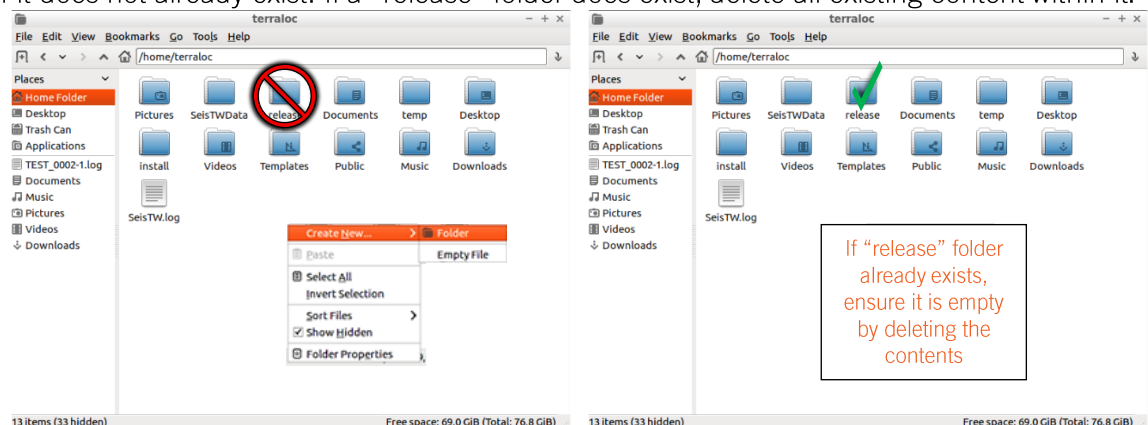 if it does not already exist. If a "release" folder does exist, delete all existing content within it.
terraloc
File Edit View Bookmarks Go Tools Help
/home/terraloc
Places
Home Folder
Desktop
Trash Can
Applications
TEST_0002-1.log
Documents
Music
Pictures
Videos
Downloads
Pictures SeisTWData release Documents temp Desktop
install Videos Templates Public Music Downloads
SeisTW.log
Create New...
Folder
Paste
Empty File
Select All
Invert Selection
Sort Files
Show Hidden
Folder Properties
13 items (33 hidden) Free space: 69.0 GiB (Total: 76.8 GiB)
terraloc
File Edit View Bookmarks Go Tools Help
/home/terraloc
Places
Home Folder
Desktop
Trash Can
Applications
TEST_0002-1.log
Documents
Music
Pictures
Videos
Downloads
Pictures SeisTWData release Documents temp Desktop
install Videos Templates Public Music Downloads
SeisTW.log
If “release” folder
already exists,
ensure it is empty
by deleting the
contents
13 items (33 hidden) Free space: 69.0 GiB (Total: 76.8 GiB)